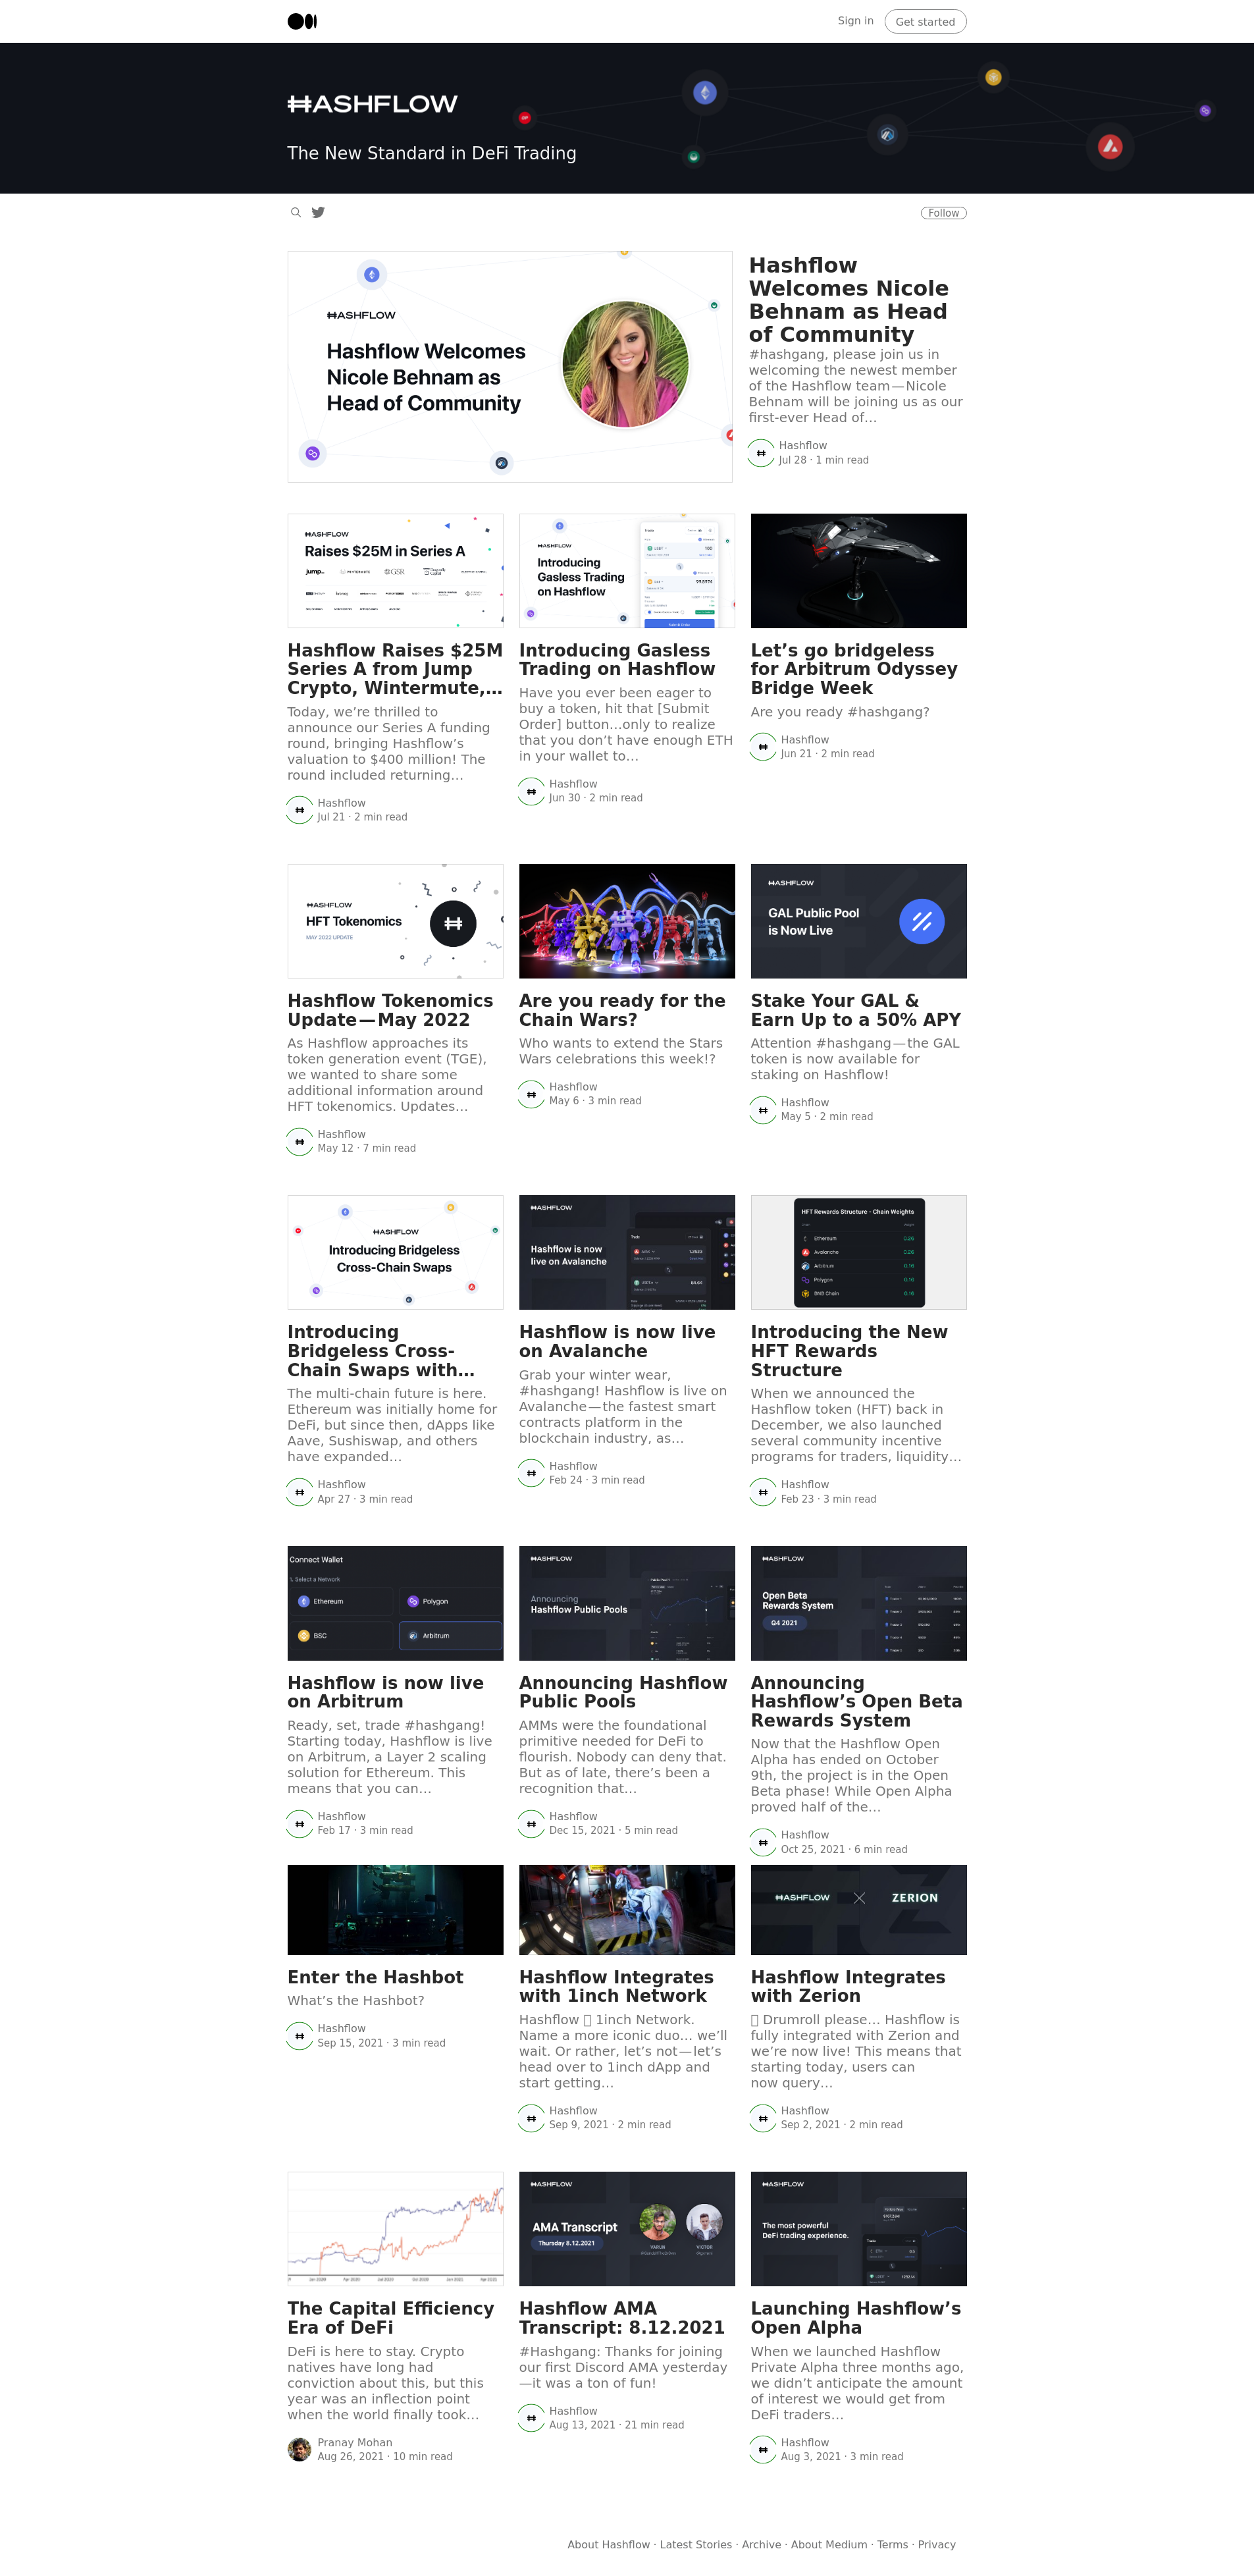 Sign in
Get started
HASHFLOW
The New Standard in DeFi Trading
Follow
HASHFLOW
Hashflow Welcomes
Nicole Behnam as
Head of Community
Hashflow
Welcomes Nicole
Behnam as Head
of Community
#hashgang, please join us in
welcoming the newest member
of the Hashflow team — Nicole
Behnam will be joining us as our
first-ever Head of…
Hashflow
Jul 28 · 1 min read
HASHFLOW
Raises $25M in Series A
jump
GSR
HASHFLOW
Introducing
Gasless Trading
on Hashflow
Hashflow Raises $25M
Series A from Jump
Crypto, Wintermute,…
Today, we’re thrilled to
announce our Series A funding
round, bringing Hashflow’s
valuation to $400 million! The
round included returning…
Hashflow
Jul 21 · 2 min read
Introducing Gasless
Trading on Hashflow
Have you ever been eager to
buy a token, hit that [Submit
Order] button…only to realize
that you don’t have enough ETH
in your wallet to…
Hashflow
Jun 30 · 2 min read
Let’s go bridgeless
for Arbitrum Odyssey
Bridge Week
Are you ready #hashgang?
Hashflow
Jun 21 · 2 min read
HASHFLOW
HFT Tokenomics
MAY 2022 UPDATE
HASHFLOW
GAL Public Pool
is Now Live
Hashflow Tokenomics
Update — May 2022
As Hashflow approaches its
token generation event (TGE),
we wanted to share some
additional information around
HFT tokenomics. Updates…
Hashflow
May 12 · 7 min read
Are you ready for the
Chain Wars?
Who wants to extend the Stars
Wars celebrations this week!?
Hashflow
May 6 · 3 min read
Stake Your GAL &
Earn Up to a 50% APY
Attention #hashgang — the GAL
token is now available for
staking on Hashflow!
Hashflow
May 5 · 2 min read
HASHFLOW
Introducing Bridgeless
Cross-Chain Swaps
HASHFLOW
Hashflow is now
live on Avalanche
HFT Rewards Structure - Chain Weights
Ethereum
Avalanche
Arbitrum
Polygon
BNB Chain
Introducing
Bridgeless Cross-
Chain Swaps with…
The multi-chain future is here.
Ethereum was initially home for
DeFi, but since then, dApps like
Aave, Sushiswap, and others
have expanded…
Hashflow
Apr 27 · 3 min read
Hashflow is now live
on Avalanche
Grab your winter wear,
#hashgang! Hashflow is live on
Avalanche — the fastest smart
contracts platform in the
blockchain industry, as…
Hashflow
Feb 24 · 3 min read
Introducing the New
HFT Rewards
Structure
When we announced the
Hashflow token (HFT) back in
December, we also launched
several community incentive
programs for traders, liquidity…
Hashflow
Feb 23 · 3 min read
Connect Wallet
Select a Network
Ethereum
Polygon
BSC
Arbitrum
HASHFLOW
Announcing
Hashflow Public Pools
HASHFLOW
Open Beta
Rewards System
Q4 2021
Hashflow is now live
on Arbitrum
Ready, set, trade #hashgang!
Starting today, Hashflow is live
on Arbitrum, a Layer 2 scaling
solution for Ethereum. This
means that you can…
Hashflow
Feb 17 · 3 min read
Announcing Hashflow
Public Pools
AMMs were the foundational
primitive needed for DeFi to
flourish. Nobody can deny that.
But as of late, there’s been a
recognition that…
Hashflow
Dec 15, 2021 · 5 min read
Announcing
Hashflow’s Open Beta
Rewards System
Now that the Hashflow Open
Alpha has ended on October
9th, the project is in the Open
Beta phase! While Open Alpha
proved half of the…
Hashflow
Oct 25, 2021 · 6 min read
HASHFLOW
ZERION
Enter the Hashbot
What’s the Hashbot?
Hashflow
Sep 15, 2021 · 3 min read
Hashflow Integrates
with 1inch Network
Hashflow 1inch Network.
Name a more iconic duo… we’ll
wait. Or rather, let’s not — let’s
head over to 1inch dApp and
start getting…
Hashflow
Sep 9, 2021 · 2 min read
Hashflow Integrates
with Zerion
Drumroll please… Hashflow is
fully integrated with Zerion and
we’re now live! This means that
starting today, users can
now query…
Hashflow
Sep 2, 2021 · 2 min read
HASHFLOW
AMA Transcript
Thursday 8.12.2021
VARUN
VICTOR
HASHFLOW
The most powerful
DeFi trading experience.
The Capital Efficiency
Era of DeFi
DeFi is here to stay. Crypto
natives have long had
conviction about this, but this
year was an inflection point
when the world finally took…
Pranay Mohan
Aug 26, 2021 · 10 min read
Hashflow AMA
Transcript: 8.12.2021
#Hashgang: Thanks for joining
our first Discord AMA yesterday
—it was a ton of fun!
Hashflow
Aug 13, 2021 · 21 min read
Launching Hashflow’s
Open Alpha
When we launched Hashflow
Private Alpha three months ago,
we didn’t anticipate the amount
of interest we would get from
DeFi traders…
Hashflow
Aug 3, 2021 · 3 min read
About Hashflow · Latest Stories · Archive · About Medium · Terms · Privacy